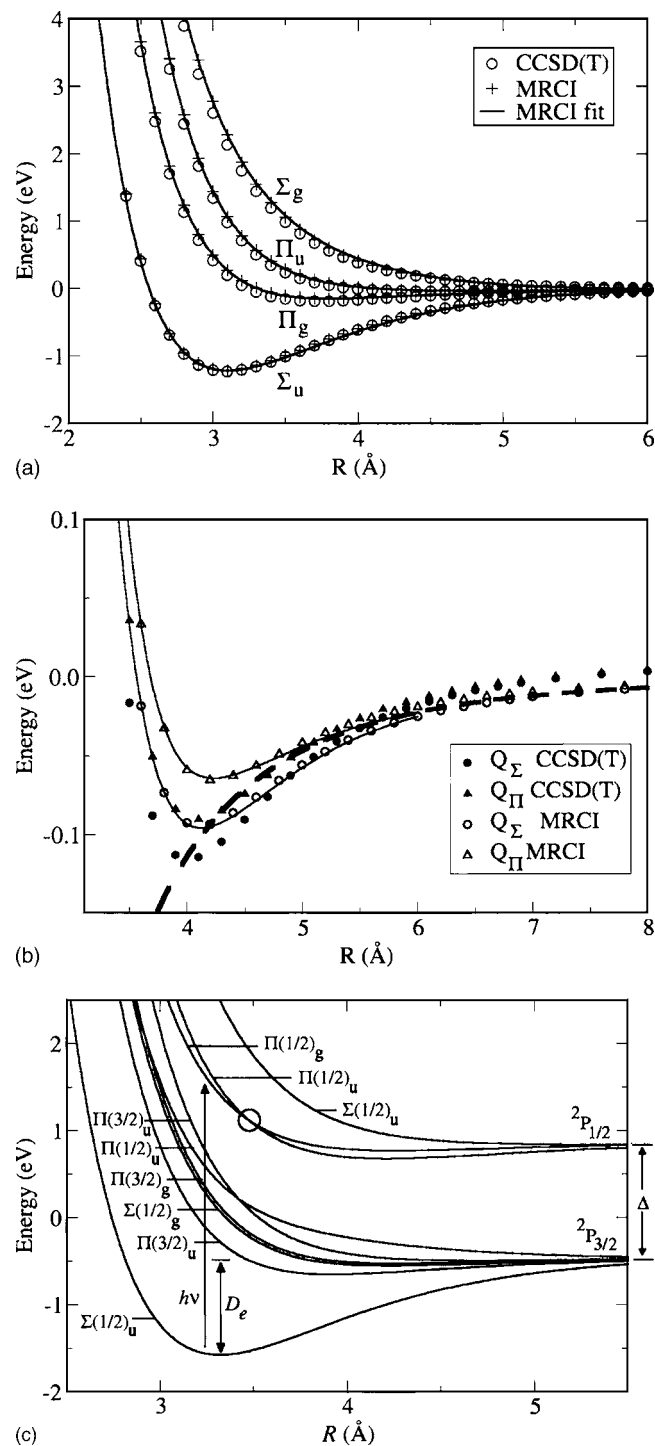 4
3
2
1
0
-1
-2
Energy (eV)
CCSD(T)
MRCI
MRCI fit
Σg
Πu
Πg
Σu
2 3 4 5 6
(a)
R (Å)
0.1
0.0
-0.1
Energy (eV)
QΣ CCSD(T)
QΠ CCSD(T)
QΣ MRCI
QΠ MRCI
4 5 6 7 8
(b)
R (Å)
2
1
0
-1
-2
Energy (eV)
Π(1/2)g
Π(1/2)u
Σ(1/2)u
²P1/2
Π(3/2)u
Π(1/2)u
Π(3/2)g
Σ(1/2)g
Π(3/2)u
Δ
²P3/2
Σ(1/2)u
hν
De
3 4 5
(c)
R (Å)